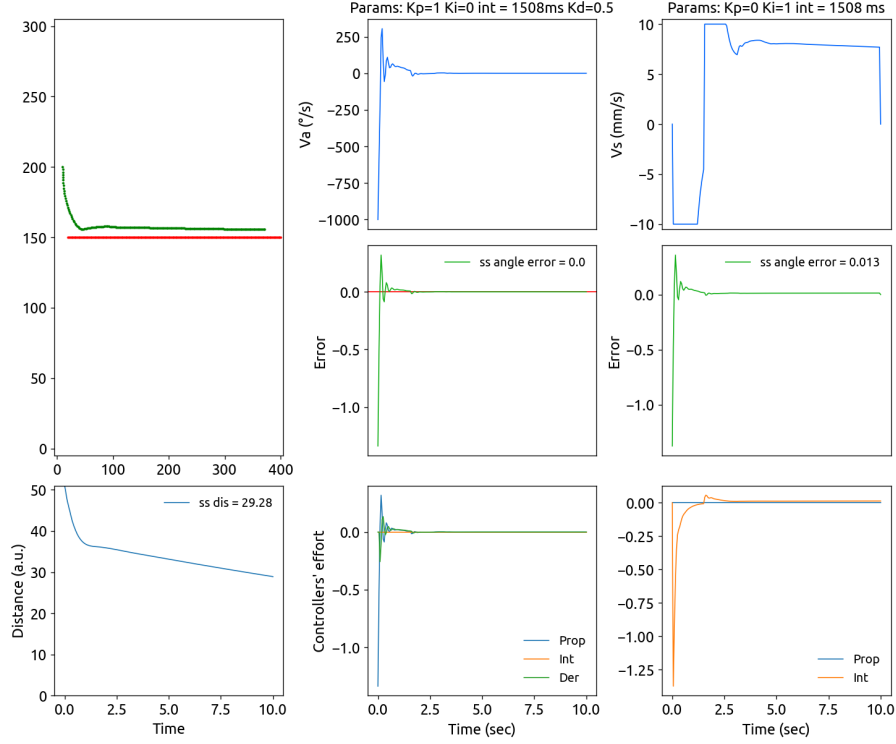 Params: Kp=1 Ki=0 int = 1508ms Kd=0.5
Params: Kp=0 Ki=1 int = 1508 ms
300
250
200
150
100
50
0
0 100 200 300 400
250
0
−250
−500
−750
−1000
Va (°/s)
10
5
0
−5
−10
Vs (mm/s)
ss angle error = 0.0
0.0
−0.5
−1.0
Error
ss angle error = 0.013
0.0
−0.5
−1.0
Error
ss dis = 29.28
50
40
30
20
10
0
Distance (a.u.)
0.0 2.5 5.0 7.5 10.0
Time
0.0
−0.5
−1.0
Controllers' effort
Prop
Int
Der
0.0 2.5 5.0 7.5 10.0
Time (sec)
0.00
−0.25
−0.50
−0.75
−1.00
−1.25
Prop
Int
0.0 2.5 5.0 7.5 10.0
Time (sec)